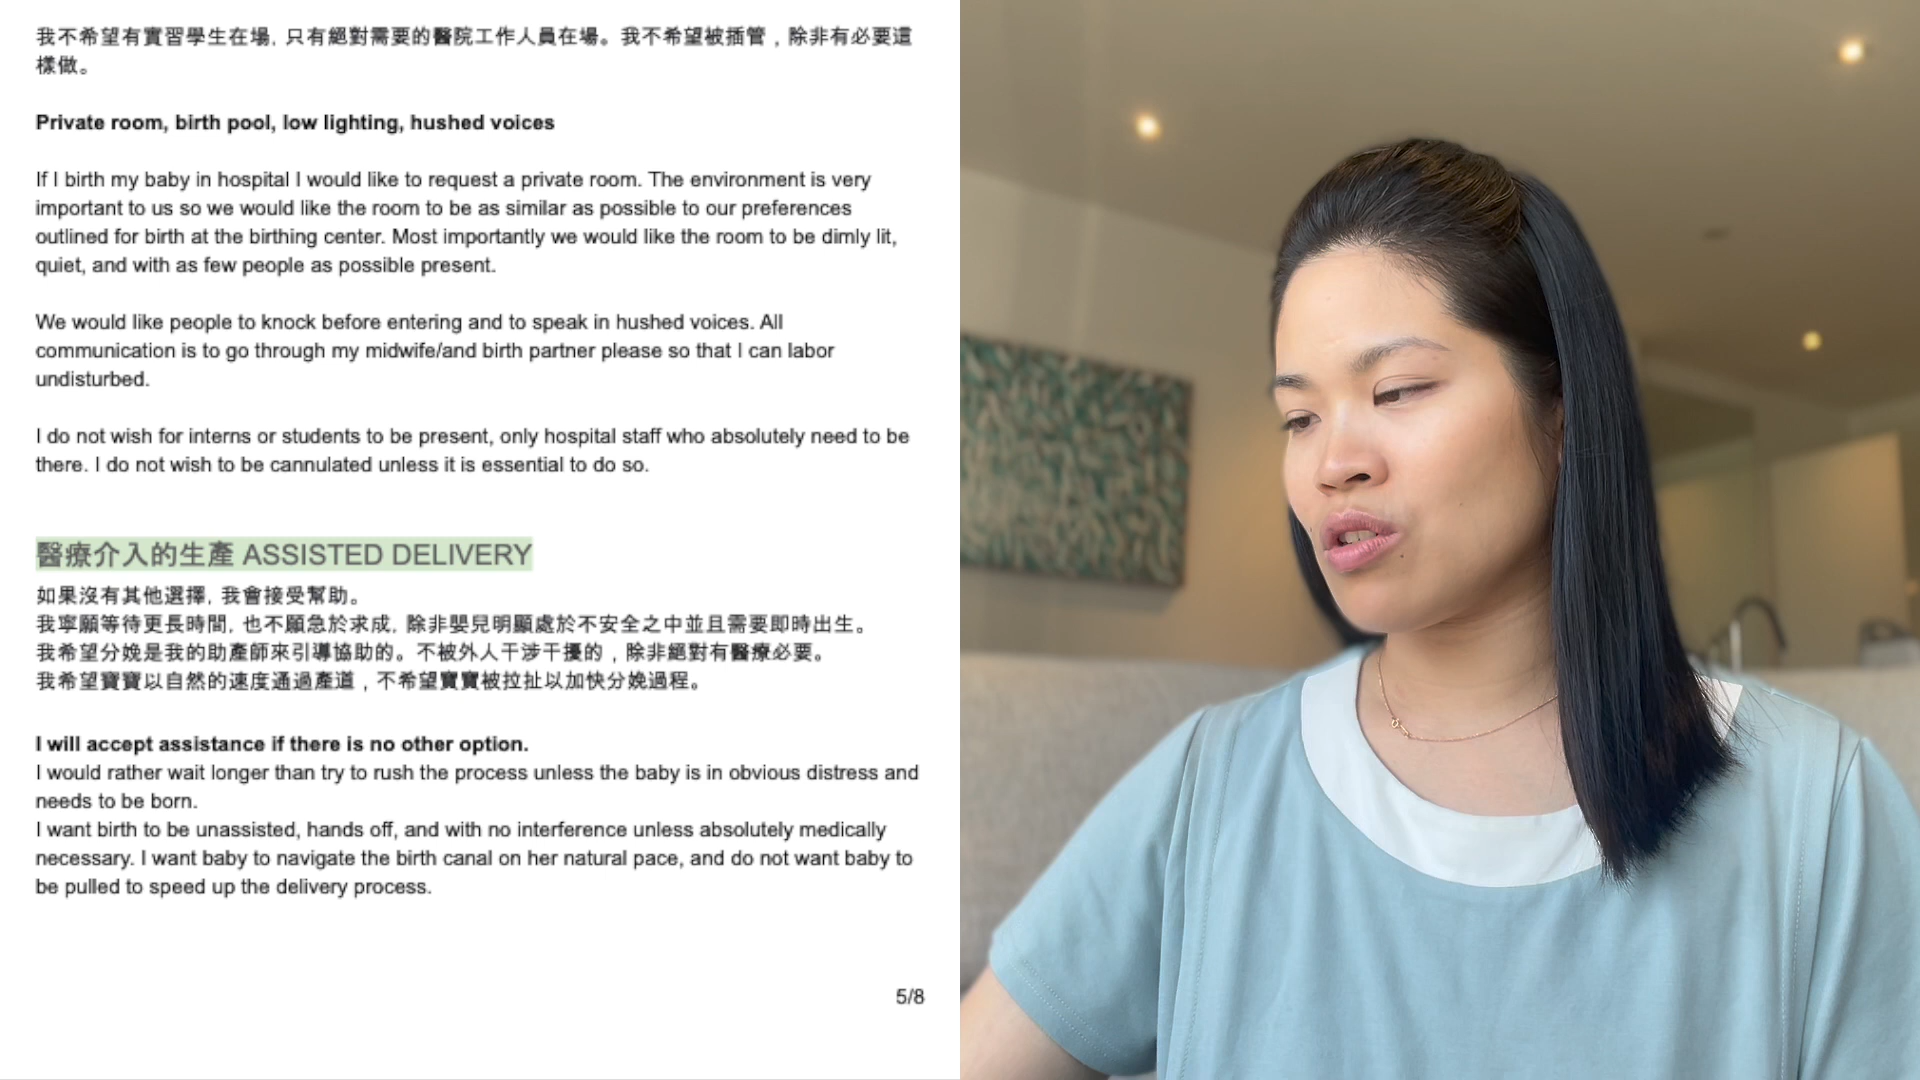 我不希望有實習學生在場, 只有絕對需要的醫院工作人員在場。我不希望被插管，除非有必要這
樣做。
Private room, birth pool, low lighting, hushed voices
If I birth my baby in hospital I would like to request a private room. The environment is very
important to us so we would like the room to be as similar as possible to our preferences
outlined for birth at the birthing center. Most importantly we would like the room to be dimly lit,
quiet, and with as few people as possible present.
We would like people to knock before entering and to speak in hushed voices. All
communication is to go through my midwife/and birth partner please so that I can labor
undisturbed.
I do not wish for interns or students to be present, only hospital staff who absolutely need to be
there. I do not wish to be cannulated unless it is essential to do so.
醫療介入的生產 ASSISTED DELIVERY
如果沒有其他選擇, 我會接受幫助。
我寧願等待更長時間, 也不願急於求成, 除非嬰兒明顯處於不安全之中並且需要即時出生。
我希望分娩是我的助產師來引導協助的。不被外人干涉干擾的，除非絕對有醫療必要。
我希望寶寶以自然的速度通過產道，不希望寶寶被拉扯以加快分娩過程。
I will accept assistance if there is no other option.
I would rather wait longer than try to rush the process unless the baby is in obvious distress and
needs to be born.
I want birth to be unassisted, hands off, and with no interference unless absolutely medically
necessary. I want baby to navigate the birth canal on her natural pace, and do not want baby to
be pulled to speed up the delivery process.
5/8